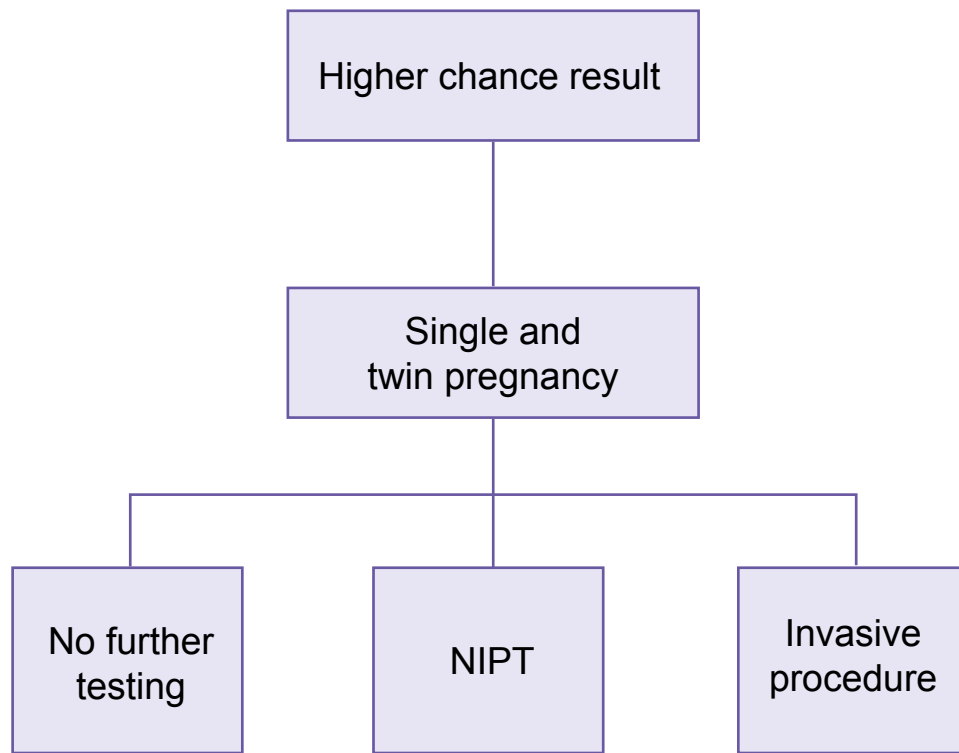 Higher chance result
Single and
twin pregnancy
No further
testing
NIPT
Invasive
procedure